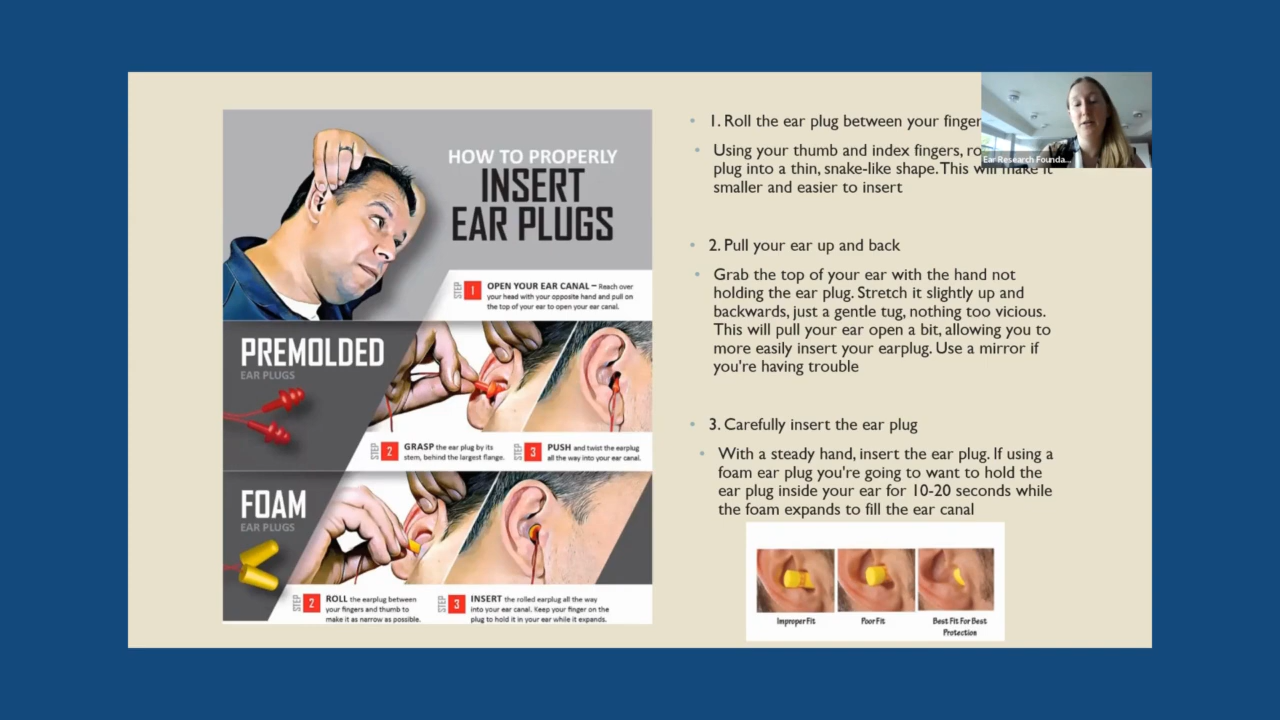 HOW TO PROPERLY
INSERT
EAR PLUGS
STEP 1 OPEN YOUR EAR CANAL – Reach over
your head with your opposite hand and pull on
the top of your ear to open your ear canal.
PREMOLDED
EAR PLUGS
STEP 2 GRASP the ear plug by its
stem, behind the largest flange.
STEP 3 PUSH and twist the earplug
all the way into your ear canal.
FOAM
EAR PLUGS
STEP 2 ROLL the earplug between
your fingers and thumb to
make it as narrow as possible.
STEP 3 INSERT the rolled earplug all the way
into your ear canal. Keep your finger on the
plug to hold it in your ear while it expands.
• 1. Roll the ear plug between your finger
• Using your thumb and index fingers, ro
plug into a thin, snake-like shape. This will make it
smaller and easier to insert
• 2. Pull your ear up and back
• Grab the top of your ear with the hand not
holding the ear plug. Stretch it slightly up and
backwards, just a gentle tug, nothing too vicious.
This will pull your ear open a bit, allowing you to
more easily insert your earplug. Use a mirror if
you're having trouble
• 3. Carefully insert the ear plug
• With a steady hand, insert the ear plug. If using a
foam ear plug you're going to want to hold the
ear plug inside your ear for 10-20 seconds while
the foam expands to fill the ear canal
Improper Fit
Poor Fit
Best Fit For Best
Protection
Ear Research Founda...